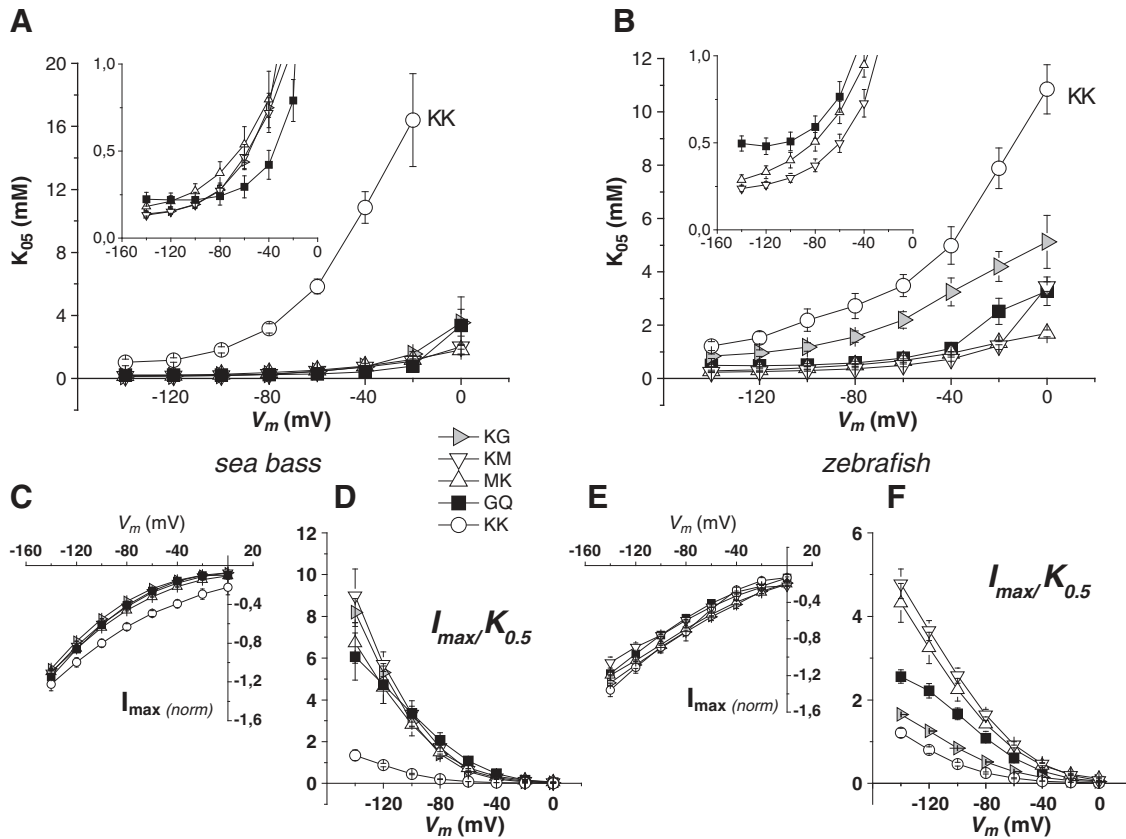 A
20
16
12
8
4
0
K05 (mM)
1,0
0,5
0,0
-160 -120 -80 -40 0
KK
-120 -80 -40 0
Vm (mV)
B
12
10
8
6
4
2
0
K05 (mM)
1,0
0,5
0,0
-160 -120 -80 -40 0
KK
-120 -80 -40 0
Vm (mV)
sea bass
zebrafish
KG
KM
MK
GQ
KK
C
Vm (mV)
-160 -120 -80 -40 20
-0,4
-0,8
-1,2
-1,6
Imax (norm)
D
12
10
8
6
4
2
0
Imax/K0.5
-120 -80 -40 0
Vm (mV)
E
Vm (mV)
-160 -120 -80 -40 20
-0,4
-0,8
-1,2
-1,6
Imax (norm)
F
6
4
2
0
Imax/K0.5
-120 -80 -40 0
Vm (mV)